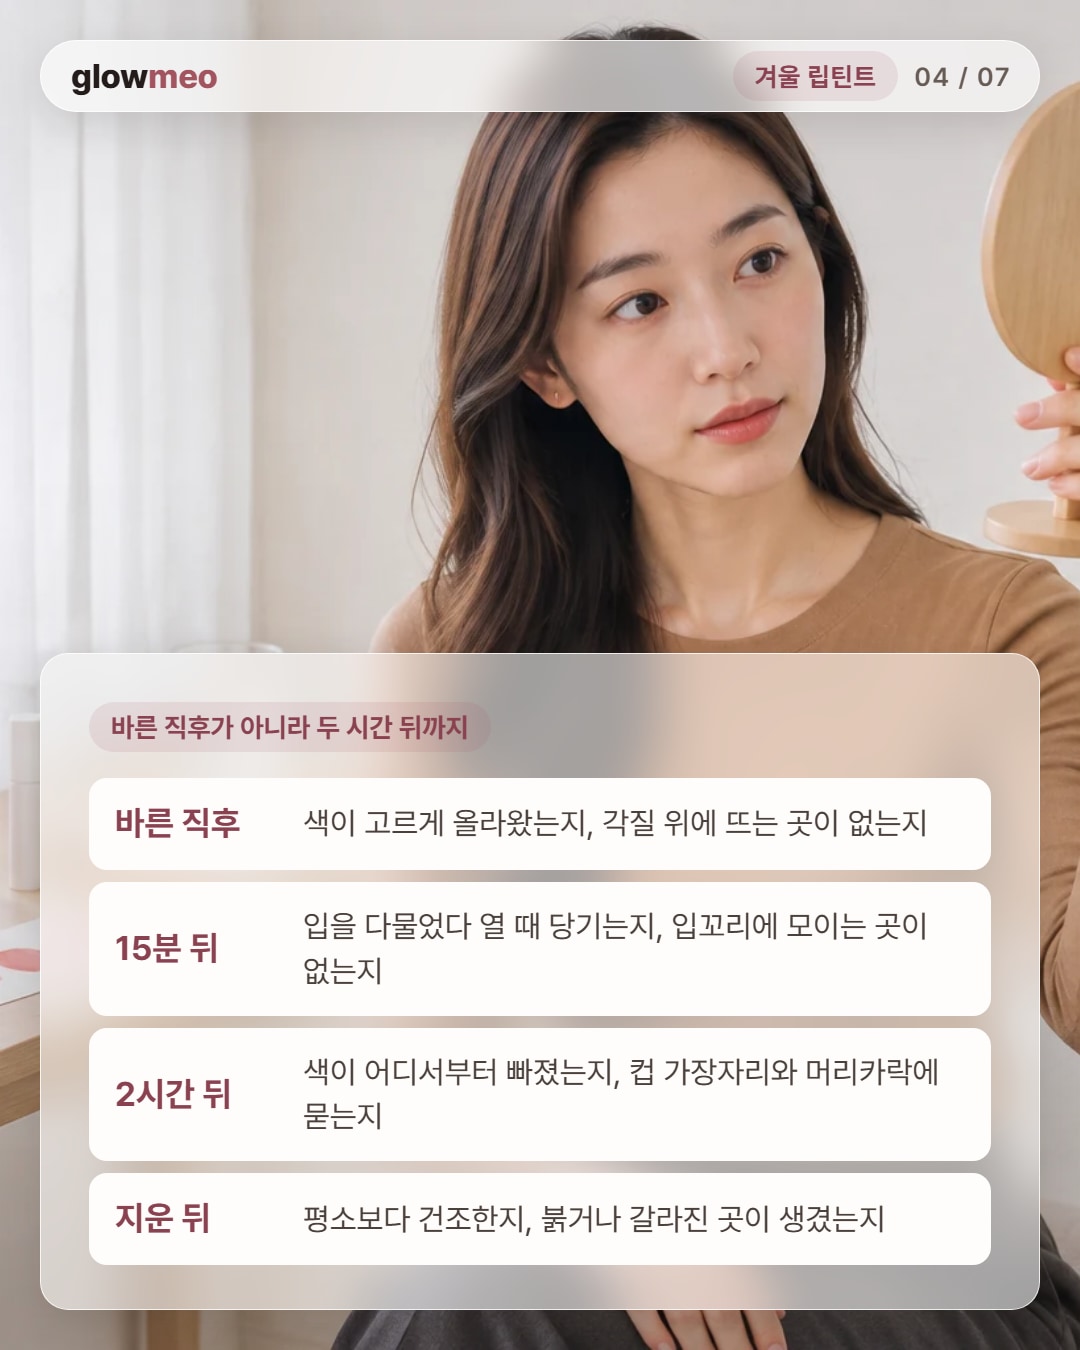 glowmeo
겨울 립틴트
04 / 07
바른 직후가 아니라 두 시간 뒤까지
바른 직후
색이 고르게 올라왔는지, 각질 위에 뜨는 곳이 없는지
15분 뒤
입을 다물었다 열 때 당기는지, 입꼬리에 모이는 곳이
없는지
2시간 뒤
색이 어디서부터 빠졌는지, 컵 가장자리와 머리카락에
묻는지
지운 뒤
평소보다 건조한지, 붉거나 갈라진 곳이 생겼는지